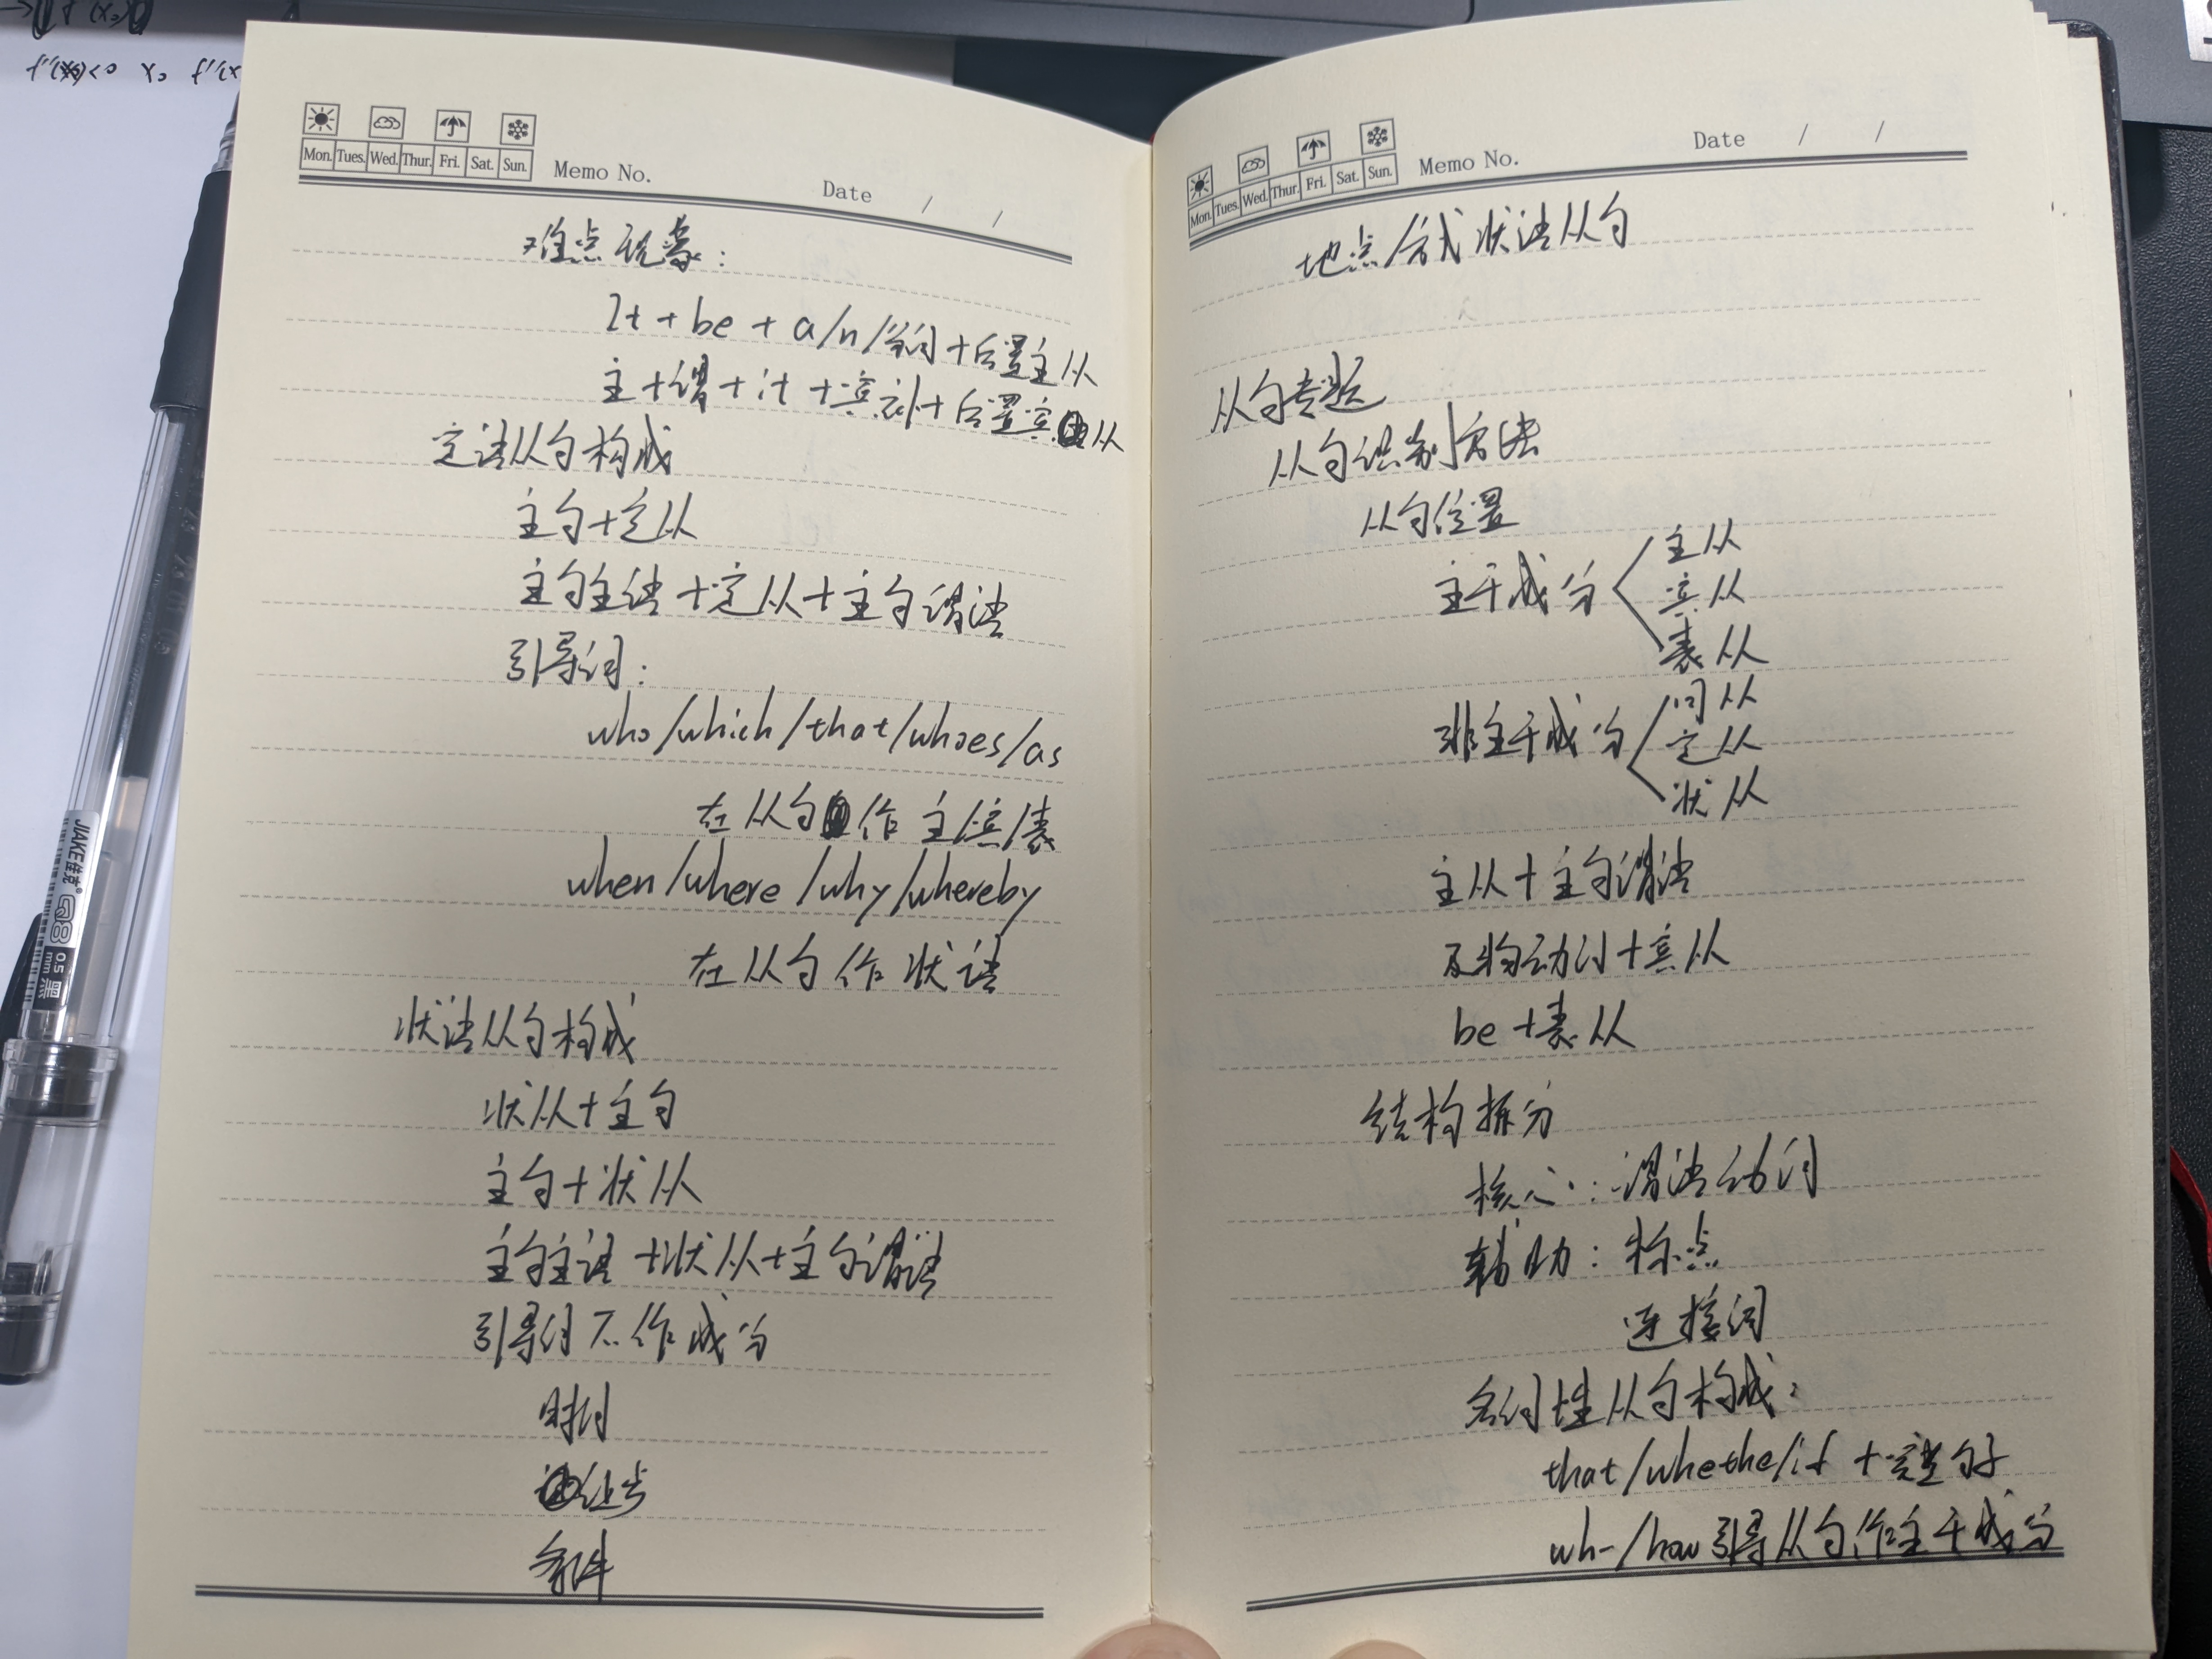 f''(x₀)<0 x₀ f''(x
Mon. Tues. Wed. Thur. Fri. Sat. Sun. Memo No. Date / /
难点现象:
It + be + a/n/分词+后置主从
主+谓+it+宾补+后置宾从
定语从句构成
主句+定从
主句主语+定从+主句谓语
引导词:
who/which/that/whoes/as
在从句作主/宾/表
when/where/why/whereby
在从句作状语
状语从句构成
状从+主句
主句+状从
主句主语+状从+主句谓语
引导词不作成分
时间
让步
条件
Mon. Tues. Wed. Thur. Fri. Sat. Sun. Memo No. Date / /
地点/方式状语从句
从句专题
从句识别方法
从句位置
主干成分
主从
宾从
表从
非主干成分
同从
定从
状从
主从+主句谓语
及物动词+宾从
be+表从
结构拆分
核心:谓语动词
辅助:标点
连接词
名词性从句构成:
that/whethe/if+完整句子
wh-/how引导从句作主干成分
JIAKE佳克® Q8 0.5mm 黑